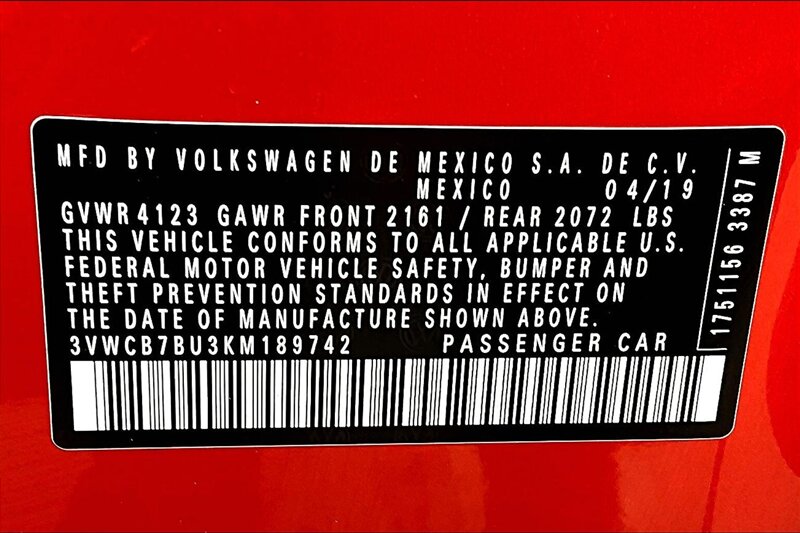 MFD BY VOLKSWAGEN DE MEXICO S.A. DE C.V.
MEXICO 04/19
GVWR 4123 GAWR FRONT 2161 / REAR 2072 LBS
THIS VEHICLE CONFORMS TO ALL APPLICABLE U.S.
FEDERAL MOTOR VEHICLE SAFETY, BUMPER AND
THEFT PREVENTION STANDARDS IN EFFECT ON
THE DATE OF MANUFACTURE SHOWN ABOVE.
3VWCB7BU3KM189742 PASSENGER CAR
1751156 3387 M